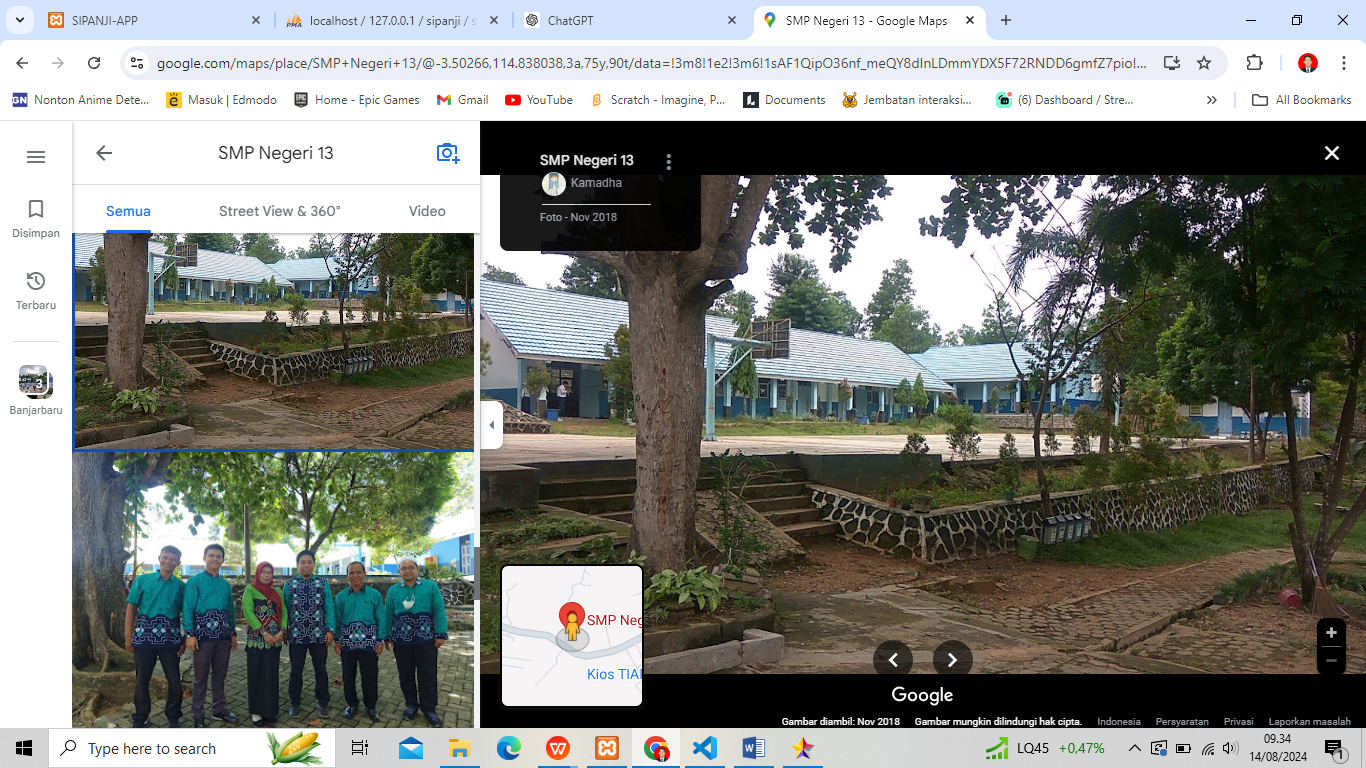 SIPANJI-APP
localhost / 127.0.0.1 / sipanji / s
ChatGPT
SMP Negeri 13 - Google Maps
google.com/maps/place/SMP+Negeri+13/@-3.50266,114.838038,3a,75y,90t/data=!3m8!1e2!3m6!1sAF1QipO36nf_meQY8dInLDmmYDX5F72RNDD6gmfZ7pio!...
Nonton Anime Dete...
Masuk | Edmodo
Home - Epic Games
Gmail
YouTube
Scratch - Imagine, P...
Documents
Jembatan interaksi...
(6) Dashboard / Stre...
All Bookmarks
SMP Negeri 13
Semua
Street View & 360°
Video
Disimpan
Terbaru
3
Banjarbaru
SMP Negeri 13
Kamadha
Foto - Nov 2018
SMP Neg
Kios TIA
Google
Gambar diambil: Nov 2018 Gambar mungkin dilindungi hak cipta. Indonesia Persyaratan Privasi Laporkan masalah
Type here to search
LQ45 +0,47%
09.34
14/08/2024
1